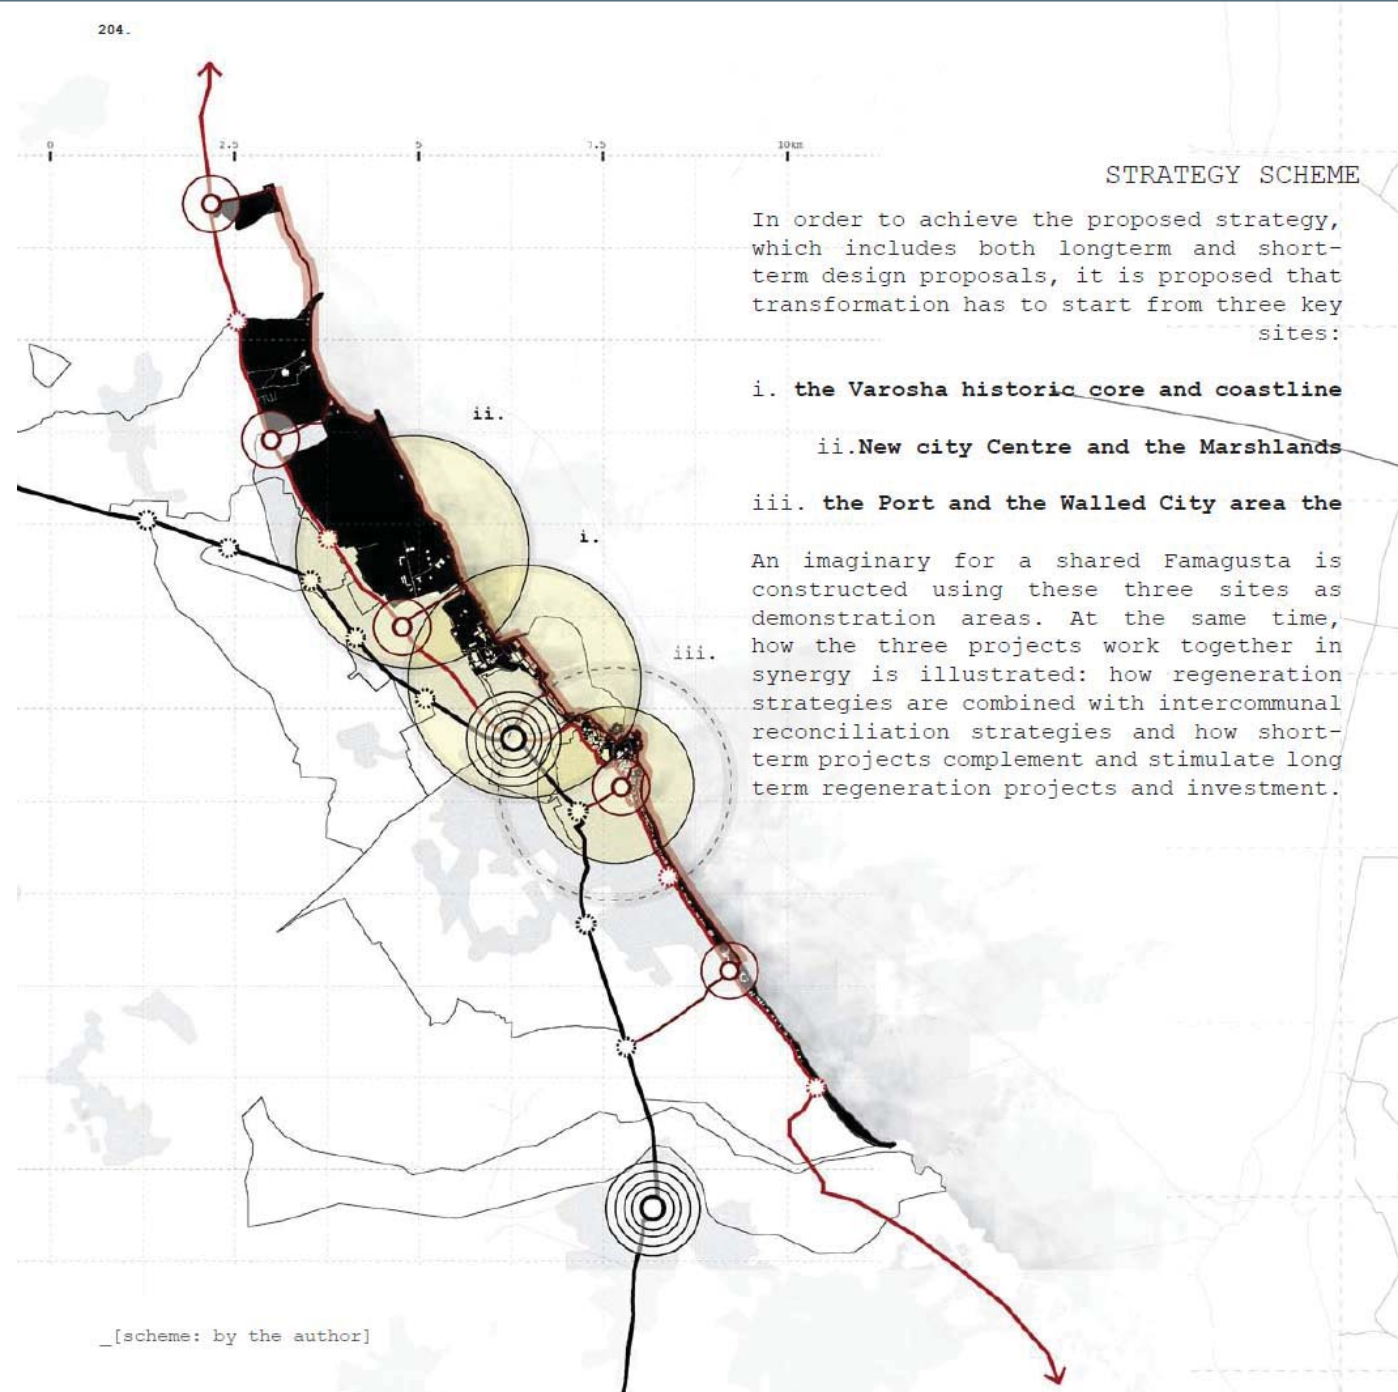 204.
0 2.5 5 7.5 10km
STRATEGY SCHEME
In order to achieve the proposed strategy,
which includes both longterm and short-
term design proposals, it is proposed that
transformation has to start from three key
sites:
i. the Varosha historic core and coastline
ii.New city Centre and the Marshlands
iii. the Port and the Walled City area the
An imaginary for a shared Famagusta is
constructed using these three sites as
demonstration areas. At the same time,
how the three projects work together in
synergy is illustrated: how regeneration
strategies are combined with intercommunal
reconciliation strategies and how short-
term projects complement and stimulate long
term regeneration projects and investment.
ii.
i.
iii.
_[scheme: by the author]